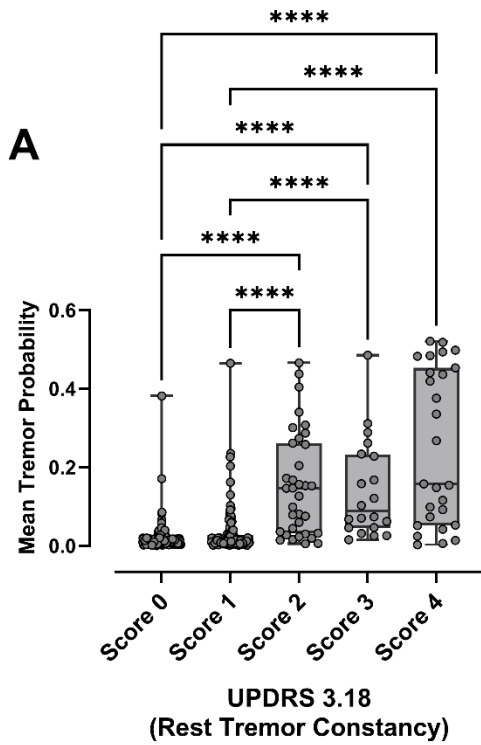 ****
****
A
****
****
****
****
0.6
0.4
0.2
0.0
Mean Tremor Probability
Score 0
Score 1
Score 2
Score 3
Score 4
UPDRS 3.18
(Rest Tremor Constancy)